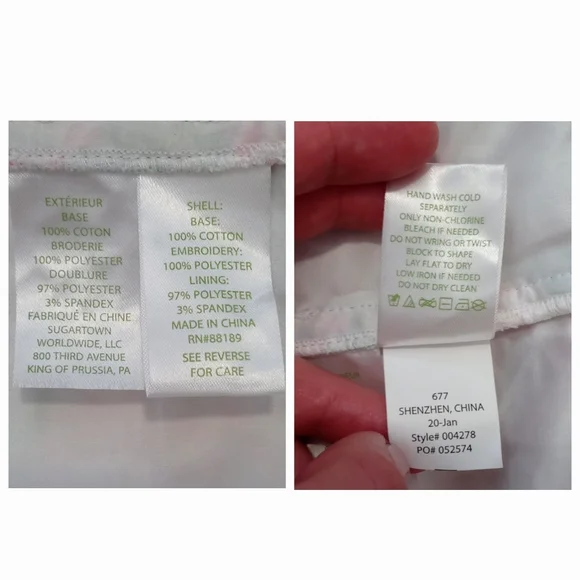 EXTÉRIEUR
BASE
100% COTON
BRODERIE
100% POLYESTER
DOUBLURE
97% POLYESTER
3% SPANDEX
FABRIQUÉ EN CHINE
SUGARTOWN
WORLDWIDE, LLC
800 THIRD AVENUE
KING OF PRUSSIA, PA
SHELL:
BASE:
100% COTTON
EMBROIDERY:
100% POLYESTER
LINING:
97% POLYESTER
3% SPANDEX
MADE IN CHINA
RN#88189
SEE REVERSE
FOR CARE
HAND WASH COLD
SEPARATELY
ONLY NON-CHLORINE
BLEACH IF NEEDED
DO NOT WRING OR TWIST
BLOCK TO SHAPE
LAY FLAT TO DRY
LOW IRON IF NEEDED
DO NOT DRY CLEAN
677
SHENZHEN, CHINA
20-Jan
Style# 004278
PO# 052574